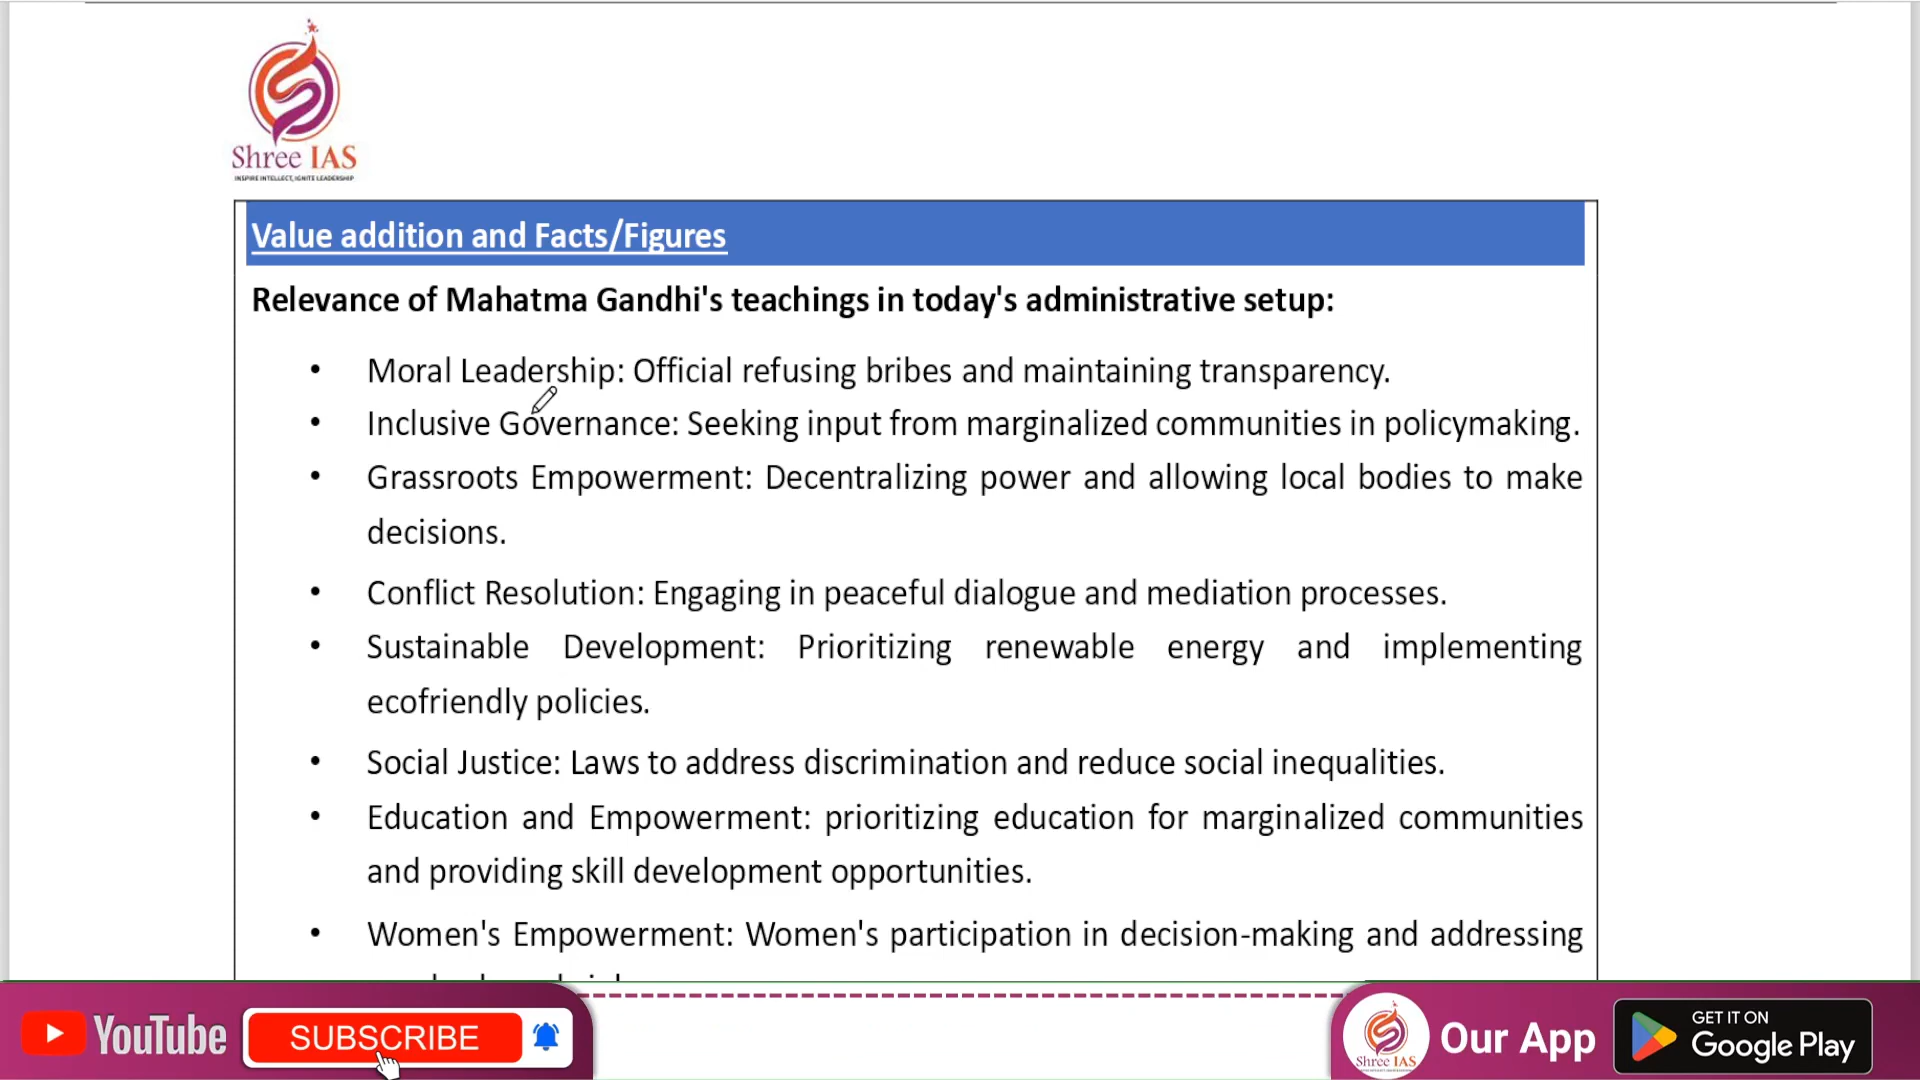 Shree IAS
INSPIRE INTELLECT, IGNITE LEADERSHIP
Value addition and Facts/Figures
Relevance of Mahatma Gandhi's teachings in today's administrative setup:
• Moral Leadership: Official refusing bribes and maintaining transparency.
• Inclusive Governance: Seeking input from marginalized communities in policymaking.
• Grassroots Empowerment: Decentralizing power and allowing local bodies to make
decisions.
• Conflict Resolution: Engaging in peaceful dialogue and mediation processes.
• Sustainable Development: Prioritizing renewable energy and implementing
ecofriendly policies.
• Social Justice: Laws to address discrimination and reduce social inequalities.
• Education and Empowerment: prioritizing education for marginalized communities
and providing skill development opportunities.
• Women's Empowerment: Women's participation in decision-making and addressing
YouTube
SUBSCRIBE
Shree IAS
Our App
GET IT ON
Google Play